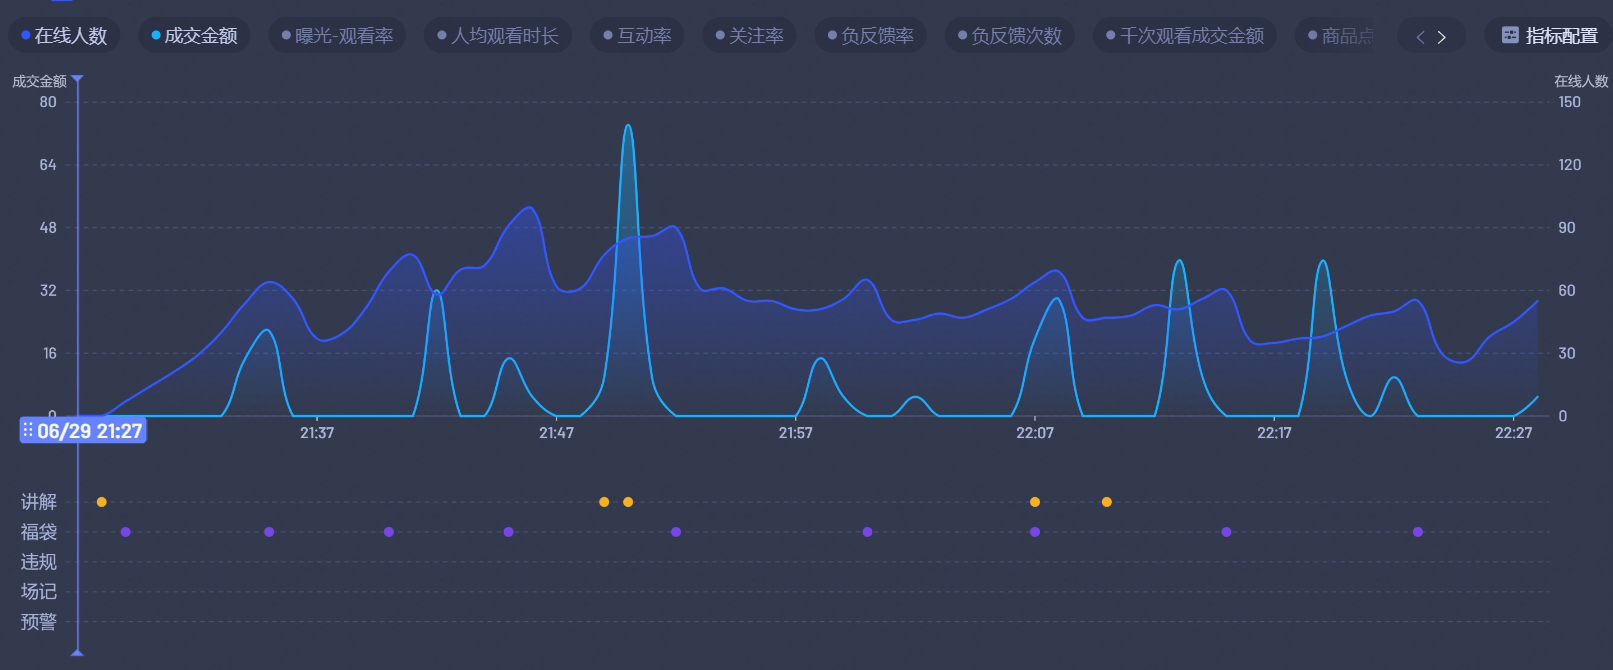 在线人数 成交金额 曝光-观看率 人均观看时长 互动率 关注率 负反馈率 负反馈次数 千次观看成交金额 商品点 指标配置
成交金额 在线人数
80 150
64 120
48 90
32 60
16 30
0 0
06/29 21:27 21:37 21:47 21:57 22:07 22:17 22:27
讲解
福袋
违规
场记
预警